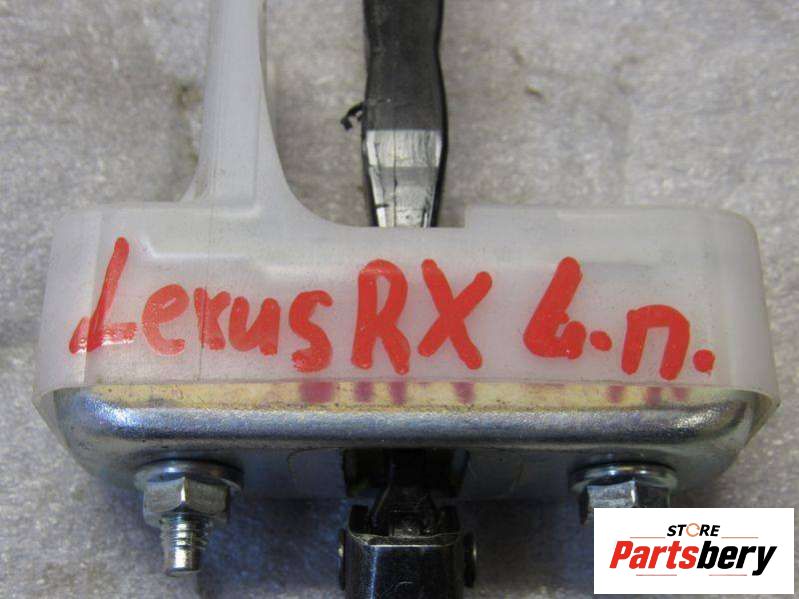 Lexus RX 4.п.
STORE
Partsbery